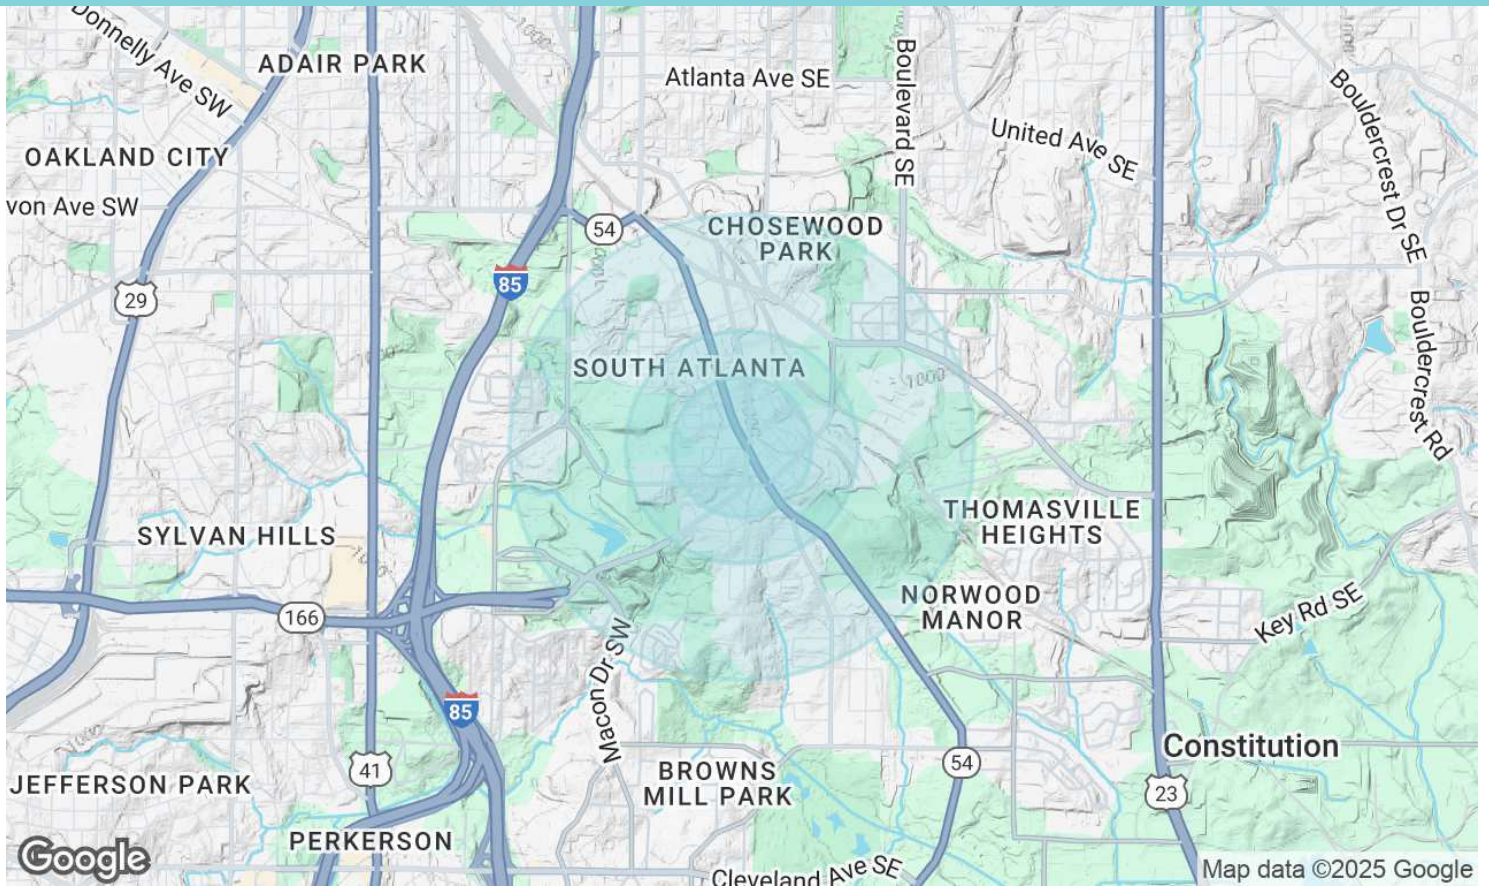 Donnelly Ave SW
ADAIR PARK
Atlanta Ave SE
Boulevard SE
Bouldercrest Dr SE
United Ave SE
OAKLAND CITY
von Ave SW
54
CHOSEWOOD
PARK
85
29
Bouldercrest Rd
SOUTH ATLANTA
1000
1000
THOMASVILLE
HEIGHTS
SYLVAN HILLS
NORWOOD
MANOR
166
Key Rd SE
Macon Dr SW
85
1000
Constitution
41
54
23
JEFFERSON PARK
BROWNS
MILL PARK
PERKERSON
Google
Cleveland Ave SE
Map data ©2025 Google